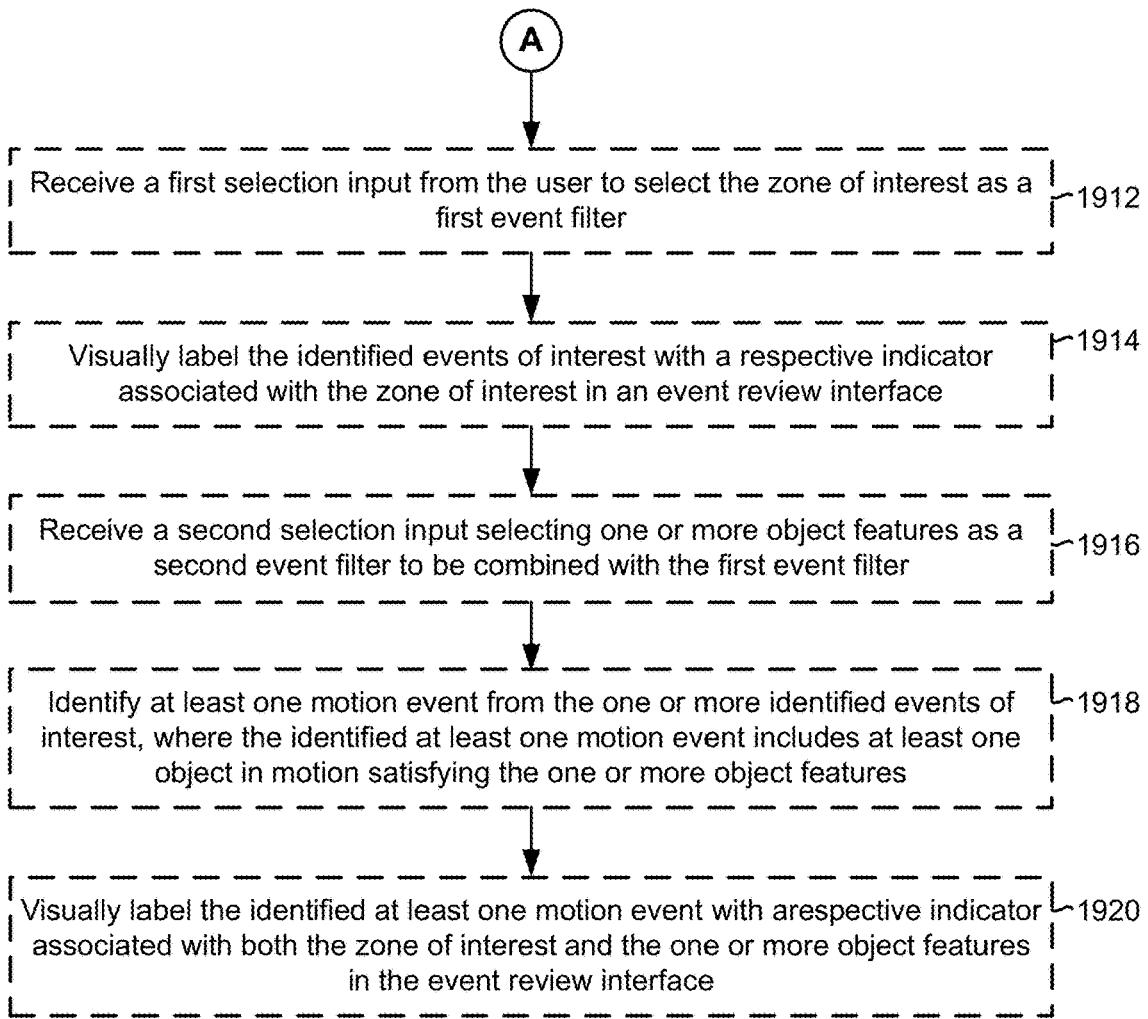 A
Receive a first selection input from the user to select the zone of interest as a
first event filter
1912
Visually label the identified events of interest with a respective indicator
associated with the zone of interest in an event review interface
1914
Receive a second selection input selecting one or more object features as a
second event filter to be combined with the first event filter
1916
Identify at least one motion event from the one or more identified events of
interest, where the identified at least one motion event includes at least one
object in motion satisfying the one or more object features
1918
Visually label the identified at least one motion event with arespective indicator
associated with both the zone of interest and the one or more object features
in the event review interface
1920